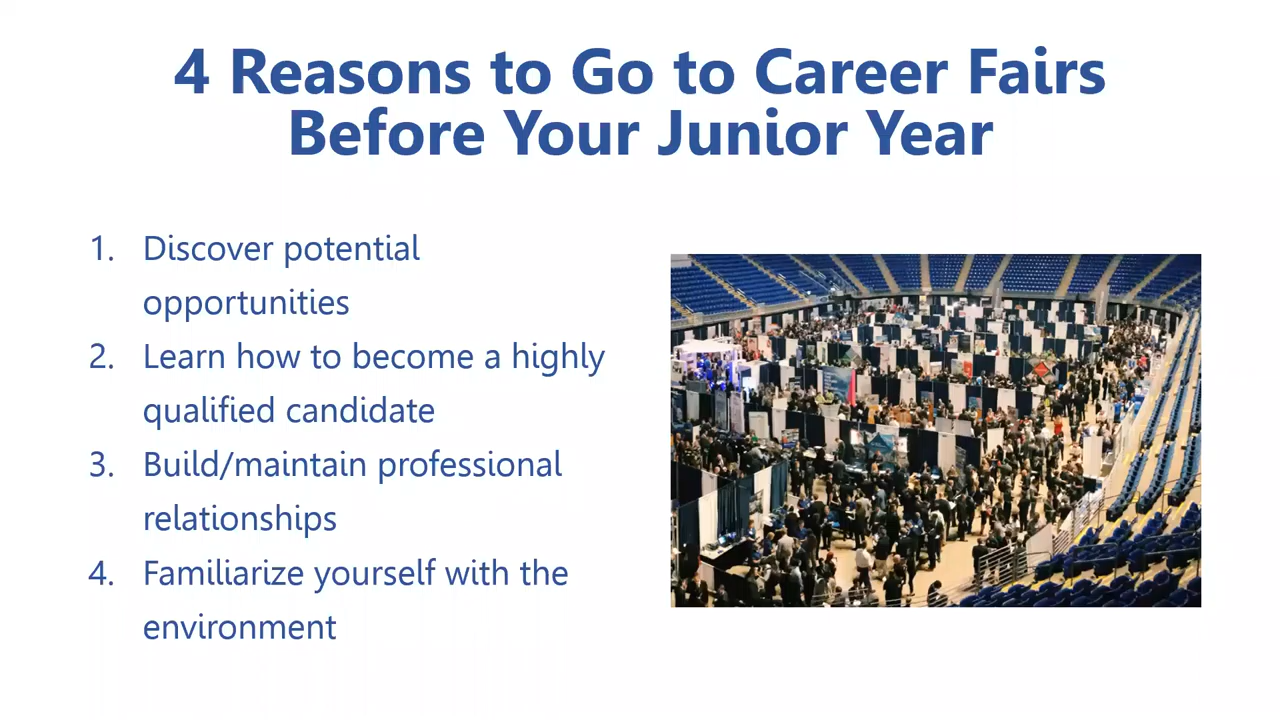 4 Reasons to Go to Career Fairs
Before Your Junior Year
1. Discover potential
opportunities
2. Learn how to become a highly
qualified candidate
3. Build/maintain professional
relationships
4. Familiarize yourself with the
environment